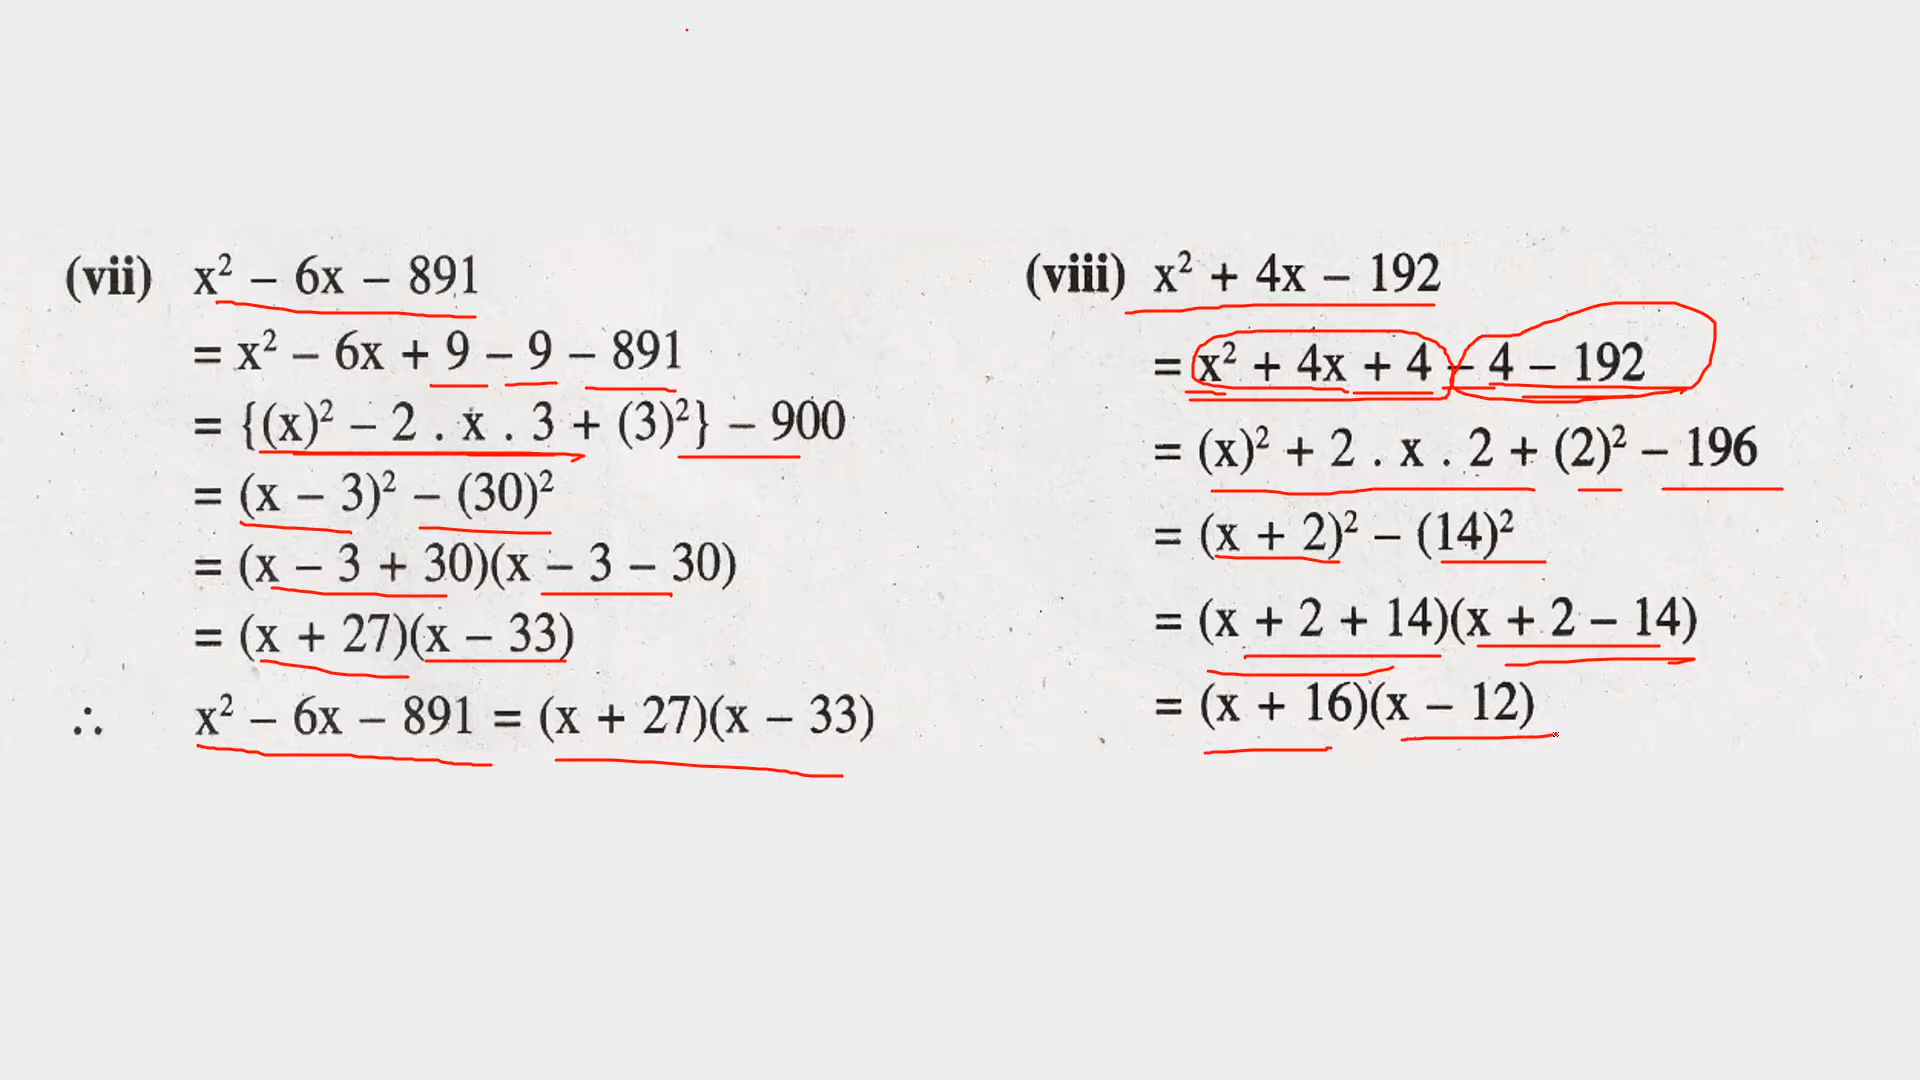 (vii) x² – 6x – 891
= x² – 6x + 9 – 9 – 891
= {(x)² – 2 . x . 3 + (3)²} – 900
= (x – 3)² – (30)²
= (x – 3 + 30)(x – 3 – 30)
= (x + 27)(x – 33)
∴ x² – 6x – 891 = (x + 27)(x – 33)
(viii) x² + 4x – 192
= x² + 4x + 4 – 4 – 192
= (x)² + 2 . x . 2 + (2)² – 196
= (x + 2)² – (14)²
= (x + 2 + 14)(x + 2 – 14)
= (x + 16)(x – 12)